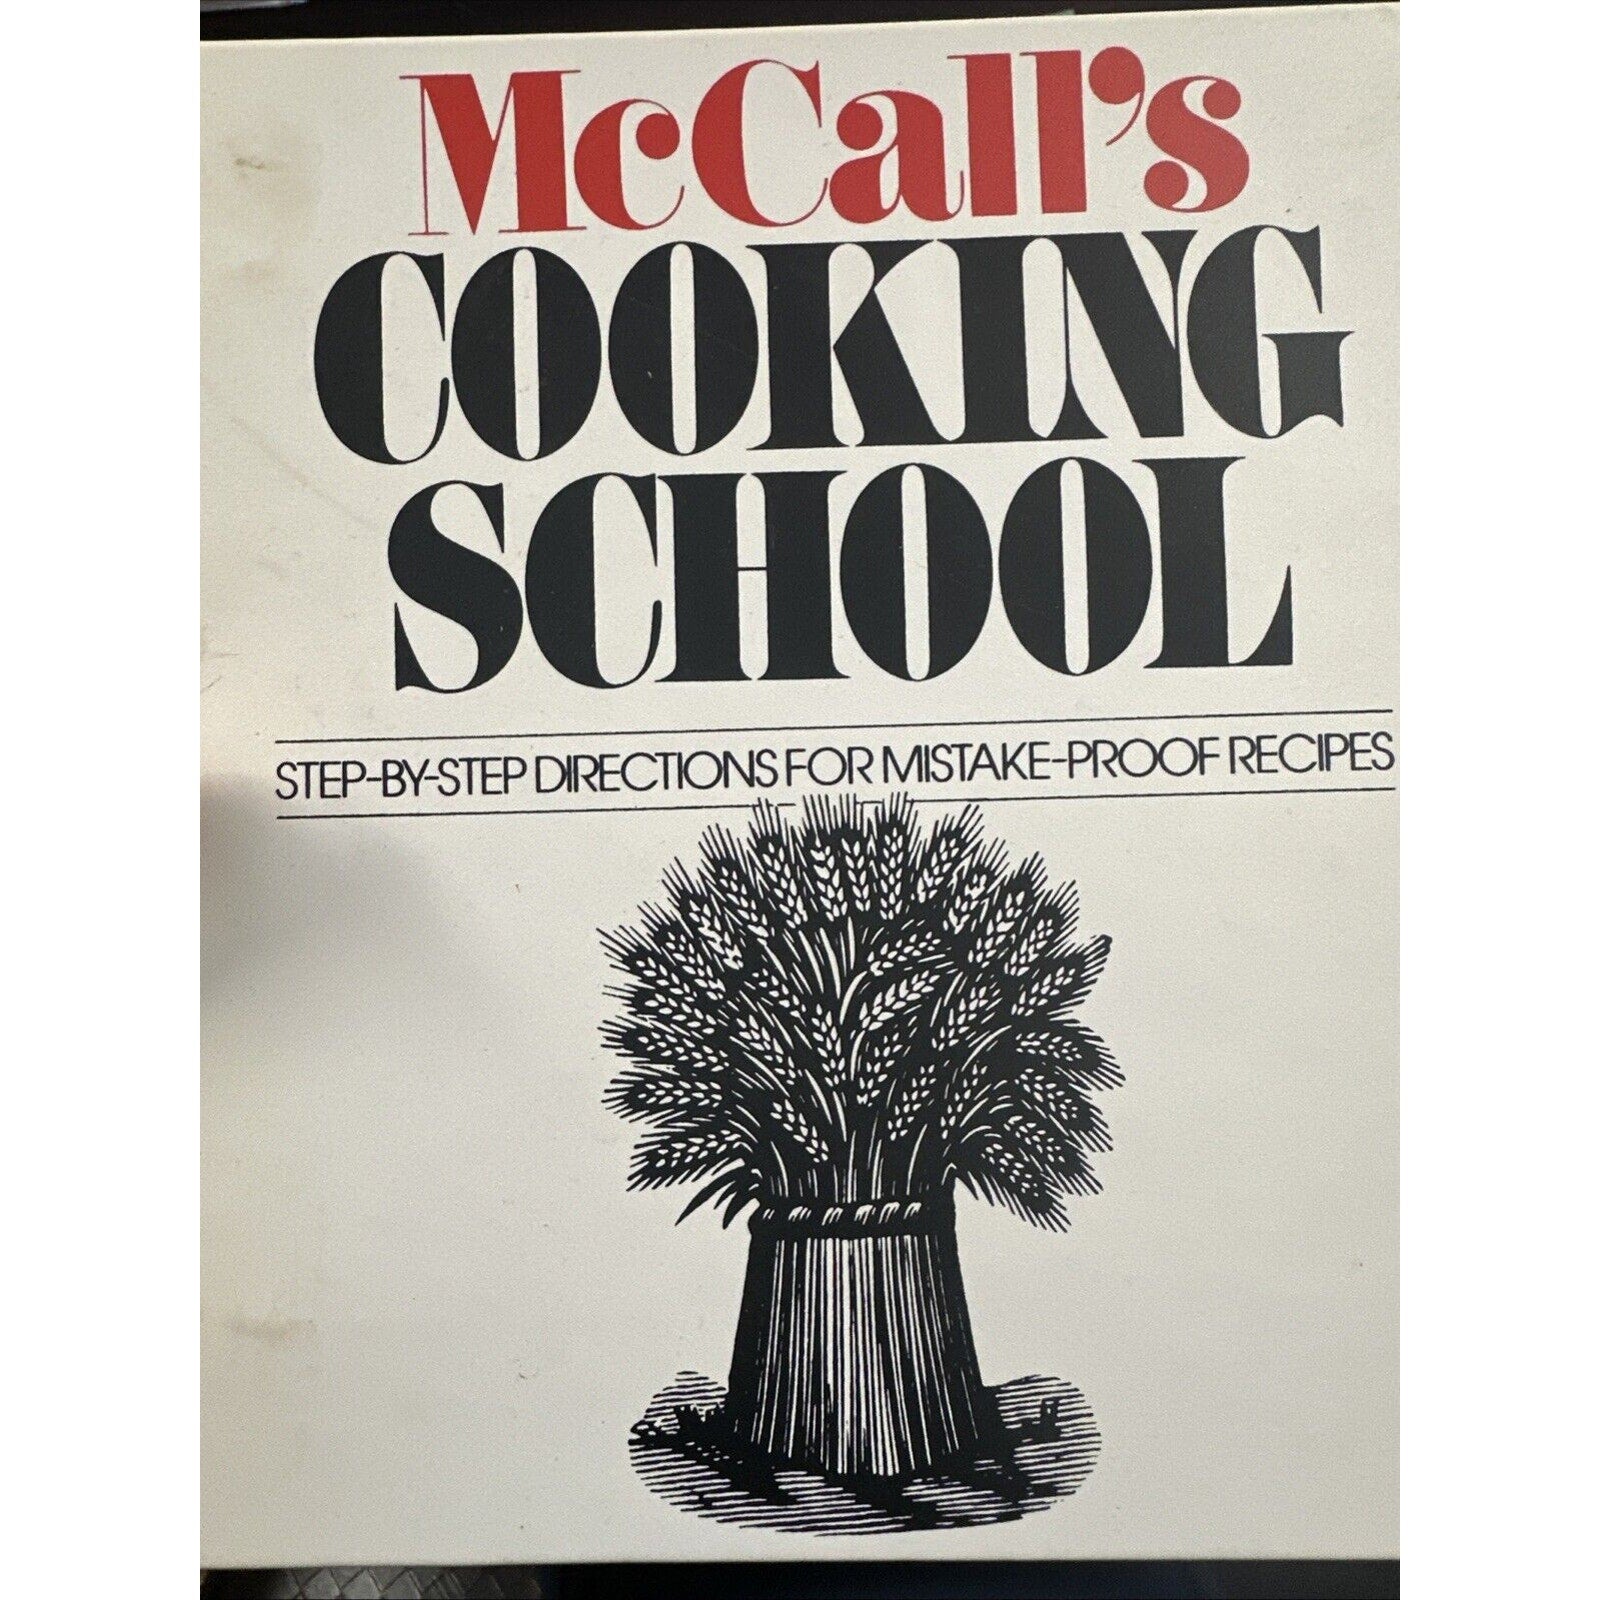 McCall's
COOKING
SCHOOL
STEP-BY-STEP DIRECTIONS FOR MISTAKE-PROOF RECIPES